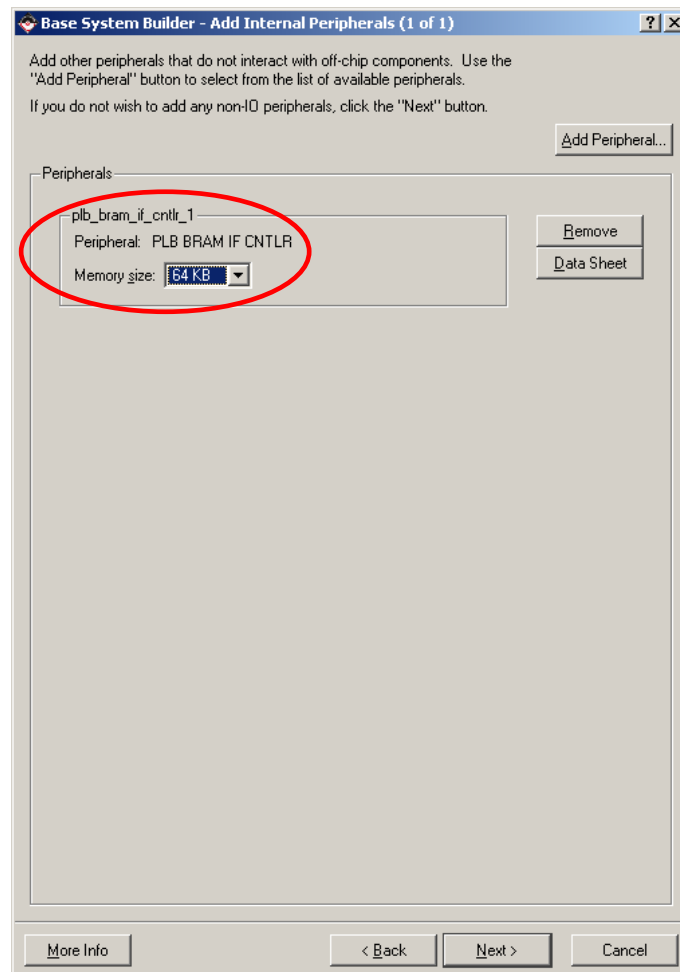 Base System Builder - Add Internal Peripherals (1 of 1)
Add other peripherals that do not interact with off-chip components. Use the
"Add Peripheral" button to select from the list of available peripherals.
If you do not wish to add any non-IO peripherals, click the "Next" button.
Add Peripheral...
Peripherals
plb_bram_if_cntlr_1
Peripheral: PLB BRAM IF CNTLR
Memory size: 64 KB
Remove
Data Sheet
More Info
< Back
Next >
Cancel